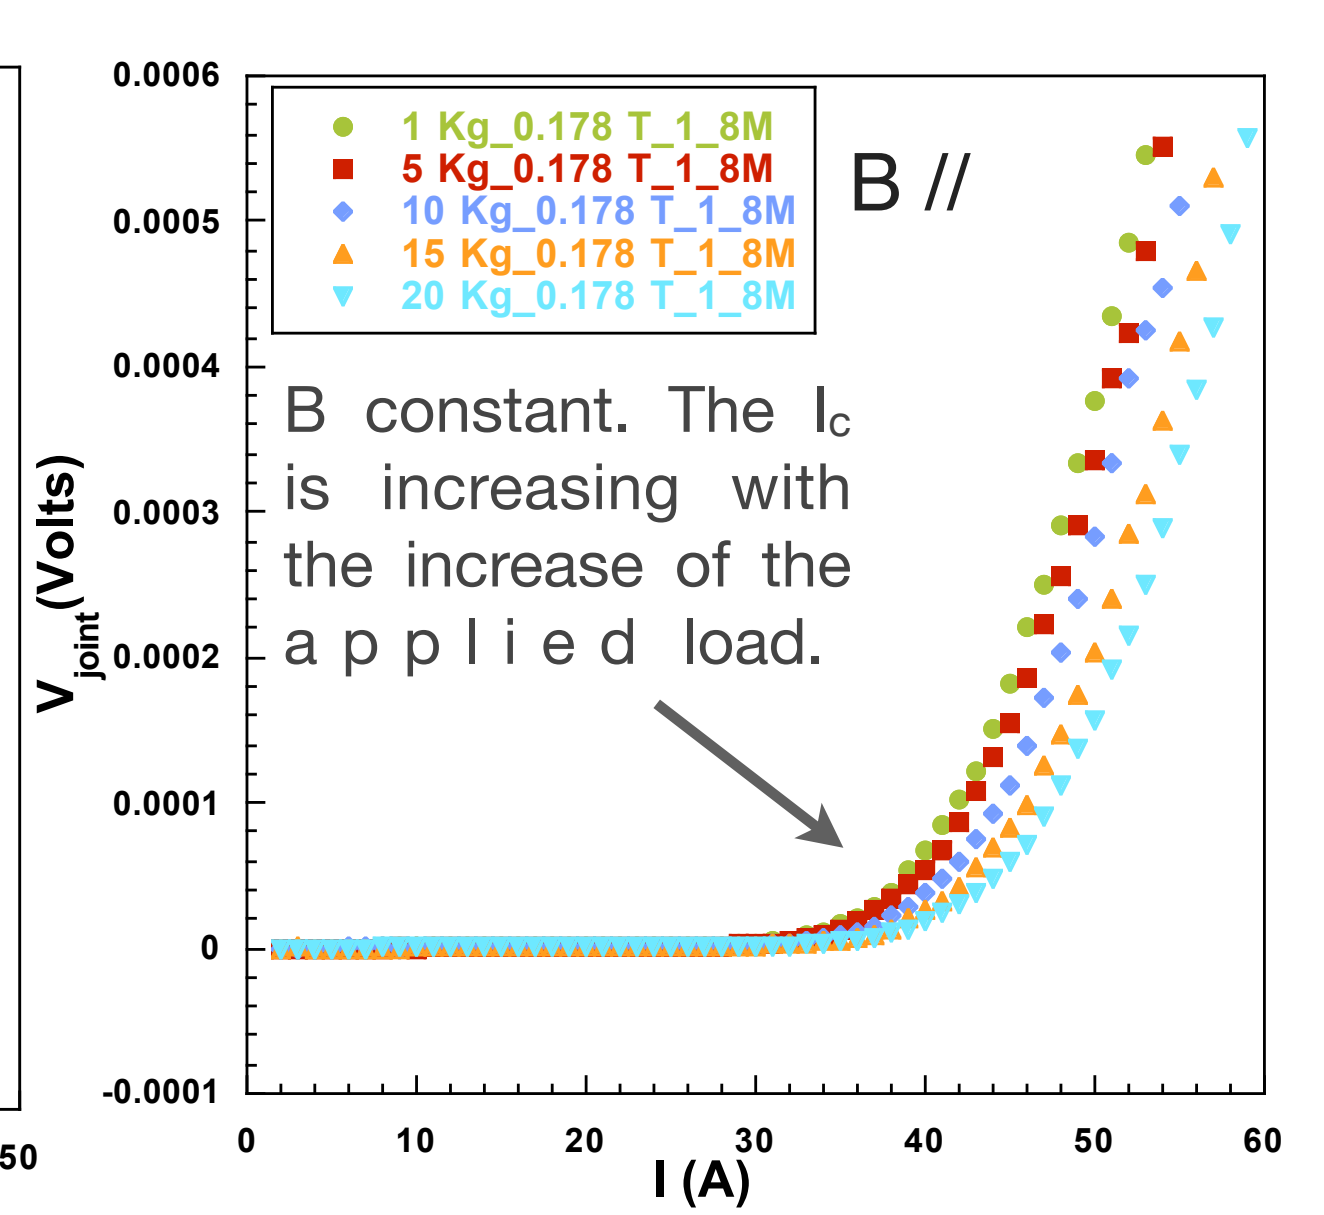 0.0006
1 Kg_0.178 T_1_8M
5 Kg_0.178 T_1_8M
10 Kg_0.178 T_1_8M
15 Kg_0.178 T_1_8M
20 Kg_0.178 T_1_8M
B //
0.0005
0.0004
B constant. The Ic
is increasing with
the increase of the
applied load.
0.0003
0.0002
0.0001
0
-0.0001
Vjoint (Volts)
0 10 20 30 40 50 60
I (A)
50